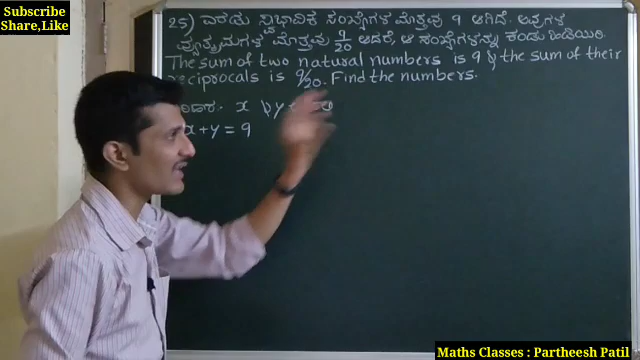 Subscribe
Share,Like
25) ಎರಡು ಸ್ವಾಭಾವಿಕ ಸಂಖ್ಯೆಗಳ ಮೊತ್ತವು 9 ಆಗಿದೆ. ಅವುಗಳ
ವ್ಯುತ್ಕ್ರಮಗಳ ಮೊತ್ತವು 9/20 ಆದರೆ, ಆ ಸಂಖ್ಯೆಗಳನ್ನು ಕಂಡು ಹಿಡಿಯಿರಿ.
The sum of two natural numbers is 9 & the sum of their
reciprocals is 9/20. Find the numbers.
x y
x+y=9
Maths Classes : Partheesh Patil